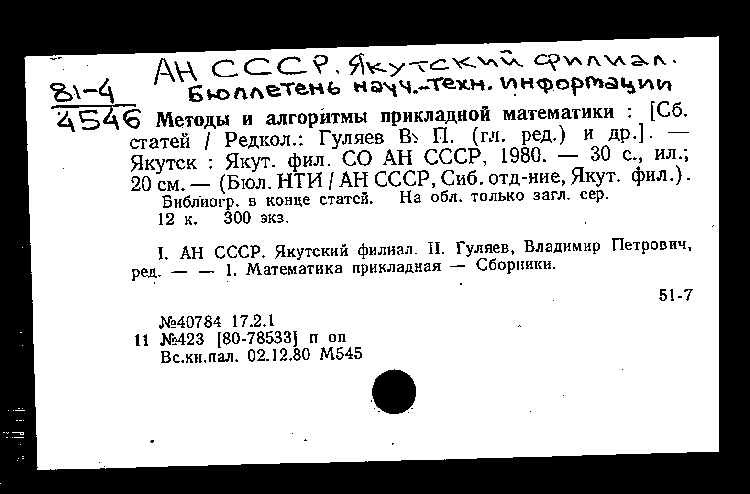 АН СССР. Якутский филиал.
81-4
Бюллетень науч.-техн. информации
4546
Методы и алгоритмы прикладной математики : [Сб.
статей / Редкол.: Гуляев В. П. (гл. ред.) и др.]. —
Якутск : Якут. фил. СО АН СССР, 1980. — 30 с., ил.;
20 см. — (Бюл. НТИ / АН СССР, Сиб. отд-ние, Якут. фил.).
Библиогр. в конце статей. На обл. только загл. сер.
12 к. 300 экз.
I. АН СССР. Якутский филиал. II. Гуляев, Владимир Петрович,
ред. — — 1. Математика прикладная — Сборники.
51-7
№40784 17.2.1
11 №423 [80-78533] п оп
Вс.кн.пал. 02.12.80 М545